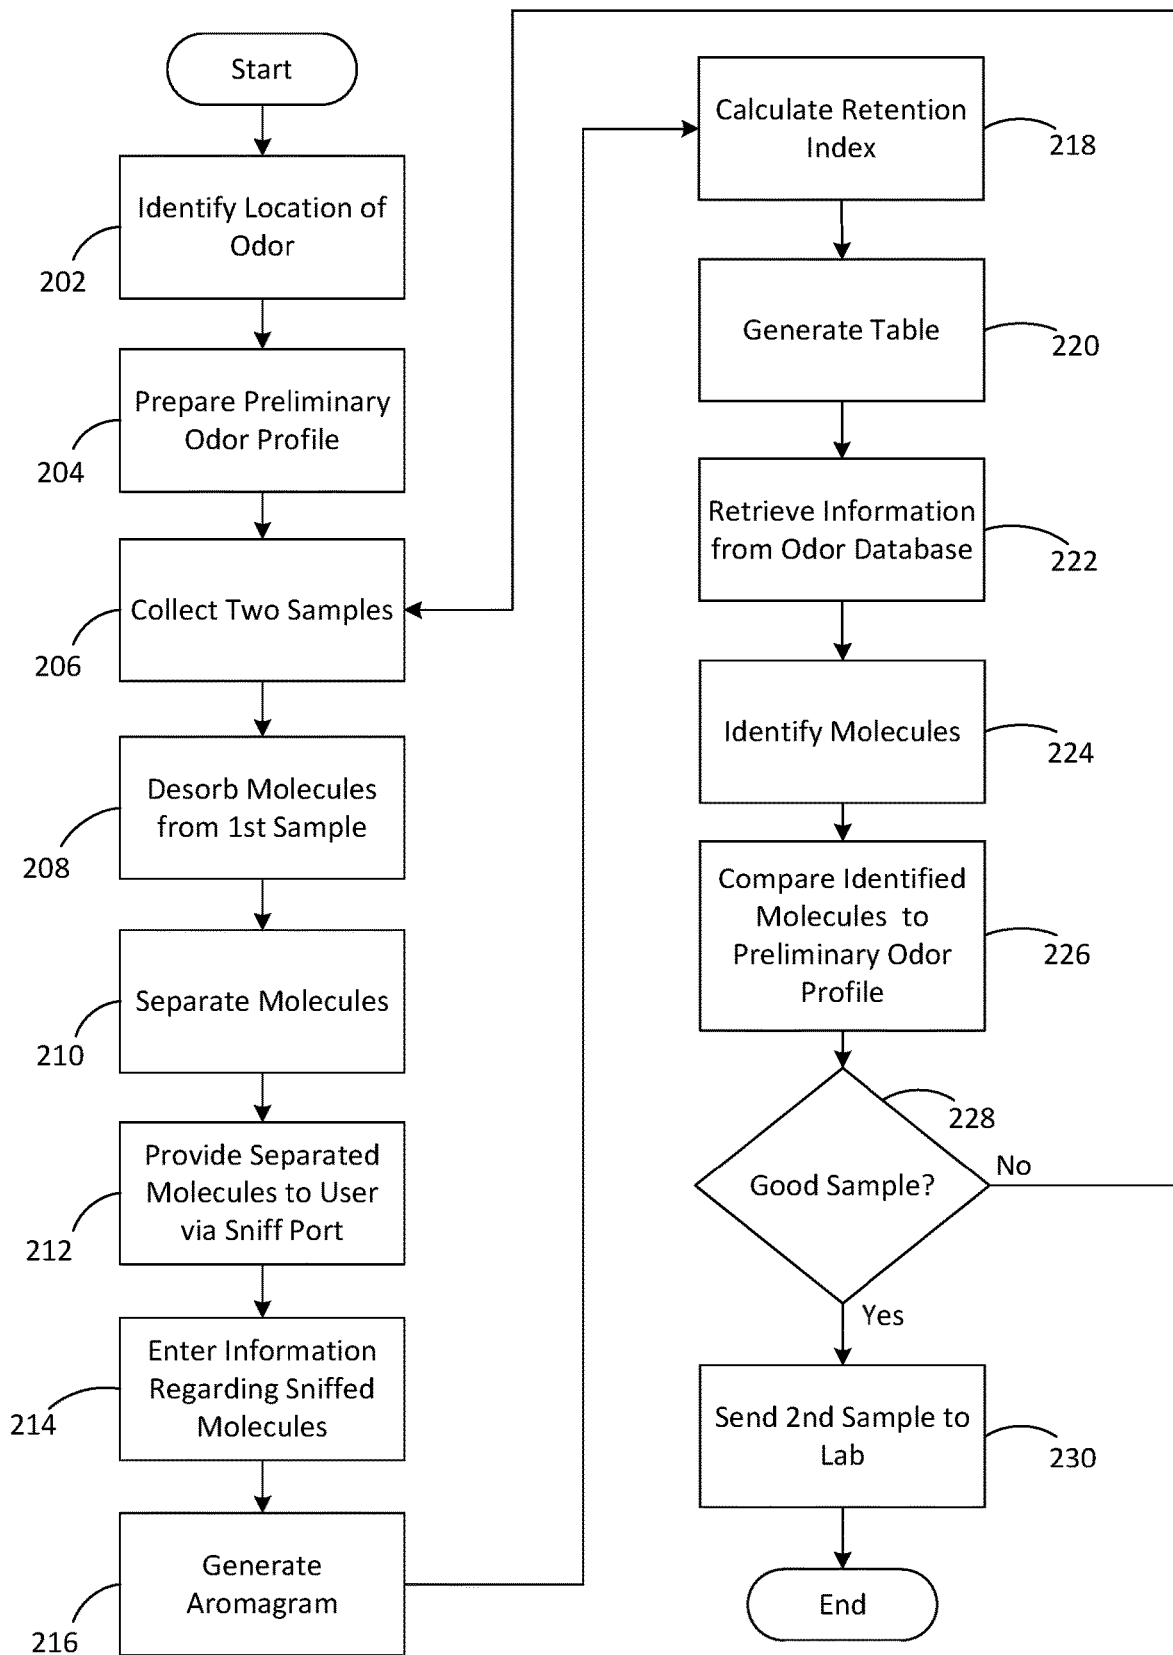 Start
Identify Location of
Odor
202
Prepare Preliminary
Odor Profile
204
Collect Two Samples
206
Desorb Molecules
from 1st Sample
208
Separate Molecules
210
Provide Separated
Molecules to User
via Sniff Port
212
Enter Information
Regarding Sniffed
Molecules
214
Generate
Aromagram
216
Calculate Retention
Index
218
Generate Table
220
Retrieve Information
from Odor Database
222
Identify Molecules
224
Compare Identified
Molecules to
Preliminary Odor
Profile
226
Good Sample?
228
No
Yes
Send 2nd Sample to
Lab
230
End